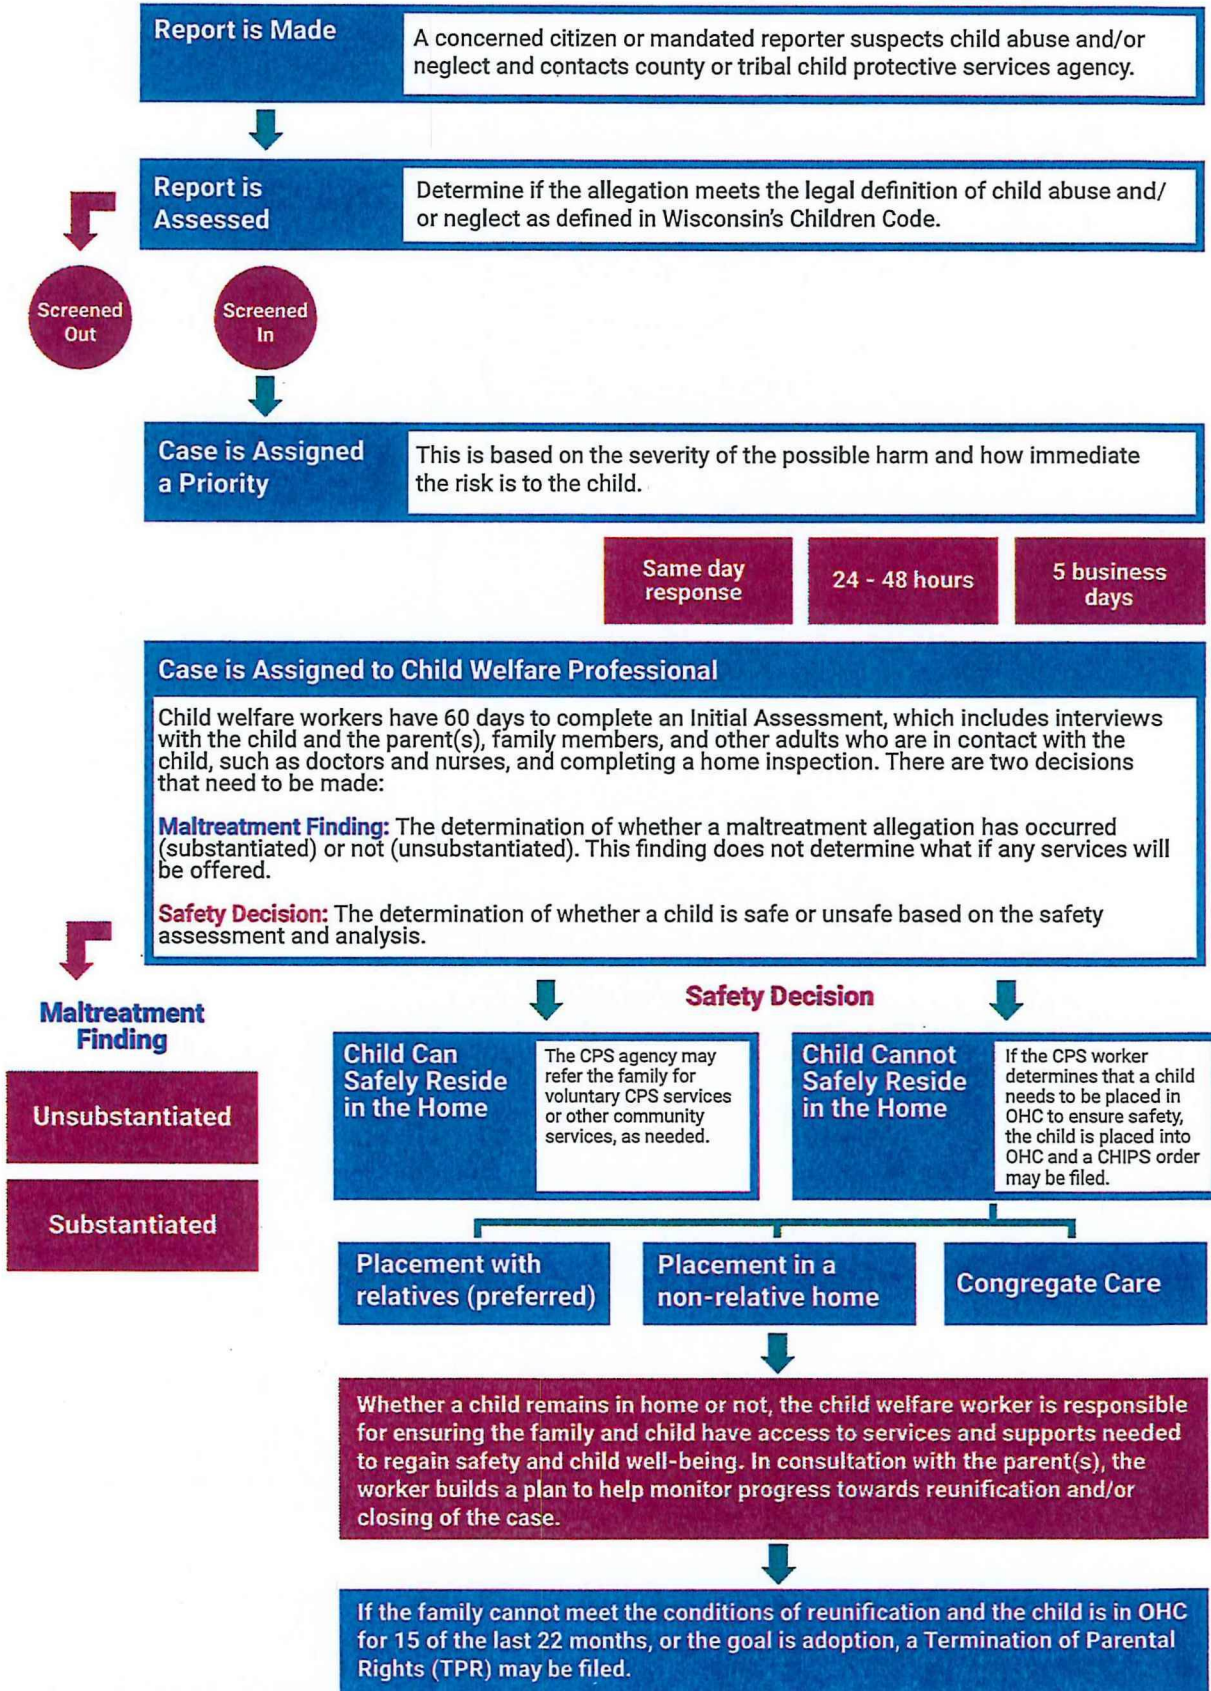 Report is Made
A concerned citizen or mandated reporter suspects child abuse and/or
neglect and contacts county or tribal child protective services agency.
Report is
Assessed
Determine if the allegation meets the legal definition of child abuse and/
or neglect as defined in Wisconsin's Children Code.
Screened
Out
Screened
In
Case is Assigned
a Priority
This is based on the severity of the possible harm and how immediate
the risk is to the child.
Same day
response
24 - 48 hours
5 business
days
Case is Assigned to Child Welfare Professional
Child welfare workers have 60 days to complete an Initial Assessment, which includes interviews
with the child and the parent(s), family members, and other adults who are in contact with the
child, such as doctors and nurses, and completing a home inspection. There are two decisions
that need to be made:
Maltreatment Finding: The determination of whether a maltreatment allegation has occurred
(substantiated) or not (unsubstantiated). This finding does not determine what if any services will
be offered.
Safety Decision: The determination of whether a child is safe or unsafe based on the safety
assessment and analysis.
Maltreatment
Finding
Unsubstantiated
Substantiated
Safety Decision
Child Can
Safely Reside
in the Home
The CPS agency may
refer the family for
voluntary CPS services
or other community
services, as needed.
Child Cannot
Safely Reside
in the Home
If the CPS worker
determines that a child
needs to be placed in
OHC to ensure safety,
the child is placed into
OHC and a CHIPS order
may be filed.
Placement with
relatives (preferred)
Placement in a
non-relative home
Congregate Care
Whether a child remains in home or not, the child welfare worker is responsible
for ensuring the family and child have access to services and supports needed
to regain safety and child well-being. In consultation with the parent(s), the
worker builds a plan to help monitor progress towards reunification and/or
closing of the case.
If the family cannot meet the conditions of reunification and the child is in OHC
for 15 of the last 22 months, or the goal is adoption, a Termination of Parental
Rights (TPR) may be filed.